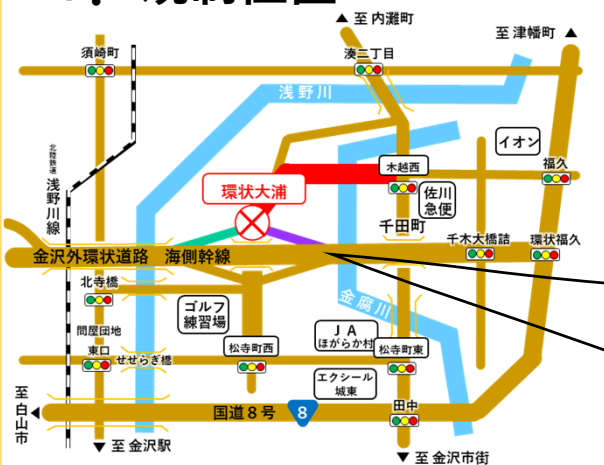 至 内灘町
至 津幡町
須崎町
湊二丁目
浅野川
イオン
北陸鉄道
浅野川線
木越西
福久
環状大浦
佐川
急便
千田町
千木大橋詰
環状福久
金沢外環状道路 海側幹線
北寺橋
金腐川
ゴルフ
練習場
問屋団地
東口
せせらぎ橋
松寺町西
ＪＡ
ほがらか村
松寺町東
エクシール
城東
至
白山市
国道８号
8
田中
至 金沢駅
至 金沢市街